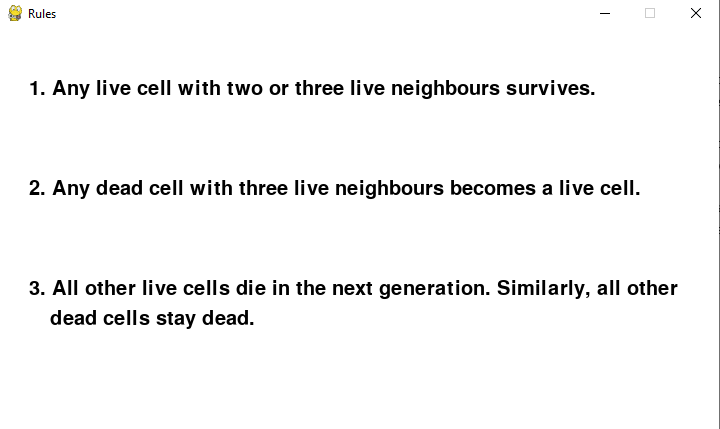 Rules
1. Any live cell with two or three live neighbours survives.
2. Any dead cell with three live neighbours becomes a live cell.
3. All other live cells die in the next generation. Similarly, all other
dead cells stay dead.